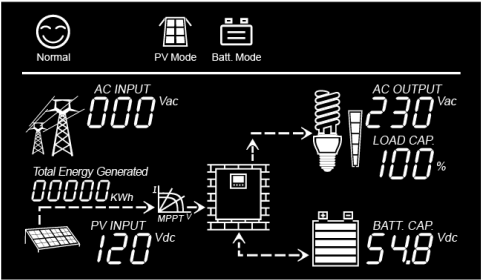 Normal
PV Mode
Batt. Mode
AC INPUT
000 Vac
AC OUTPUT
230 Vac
LOAD CAP.
100 %
Total Energy Generated
00000 KWh
I
MPPT V
PV INPUT
120 Vdc
BATT. CAP.
54.8 Vdc